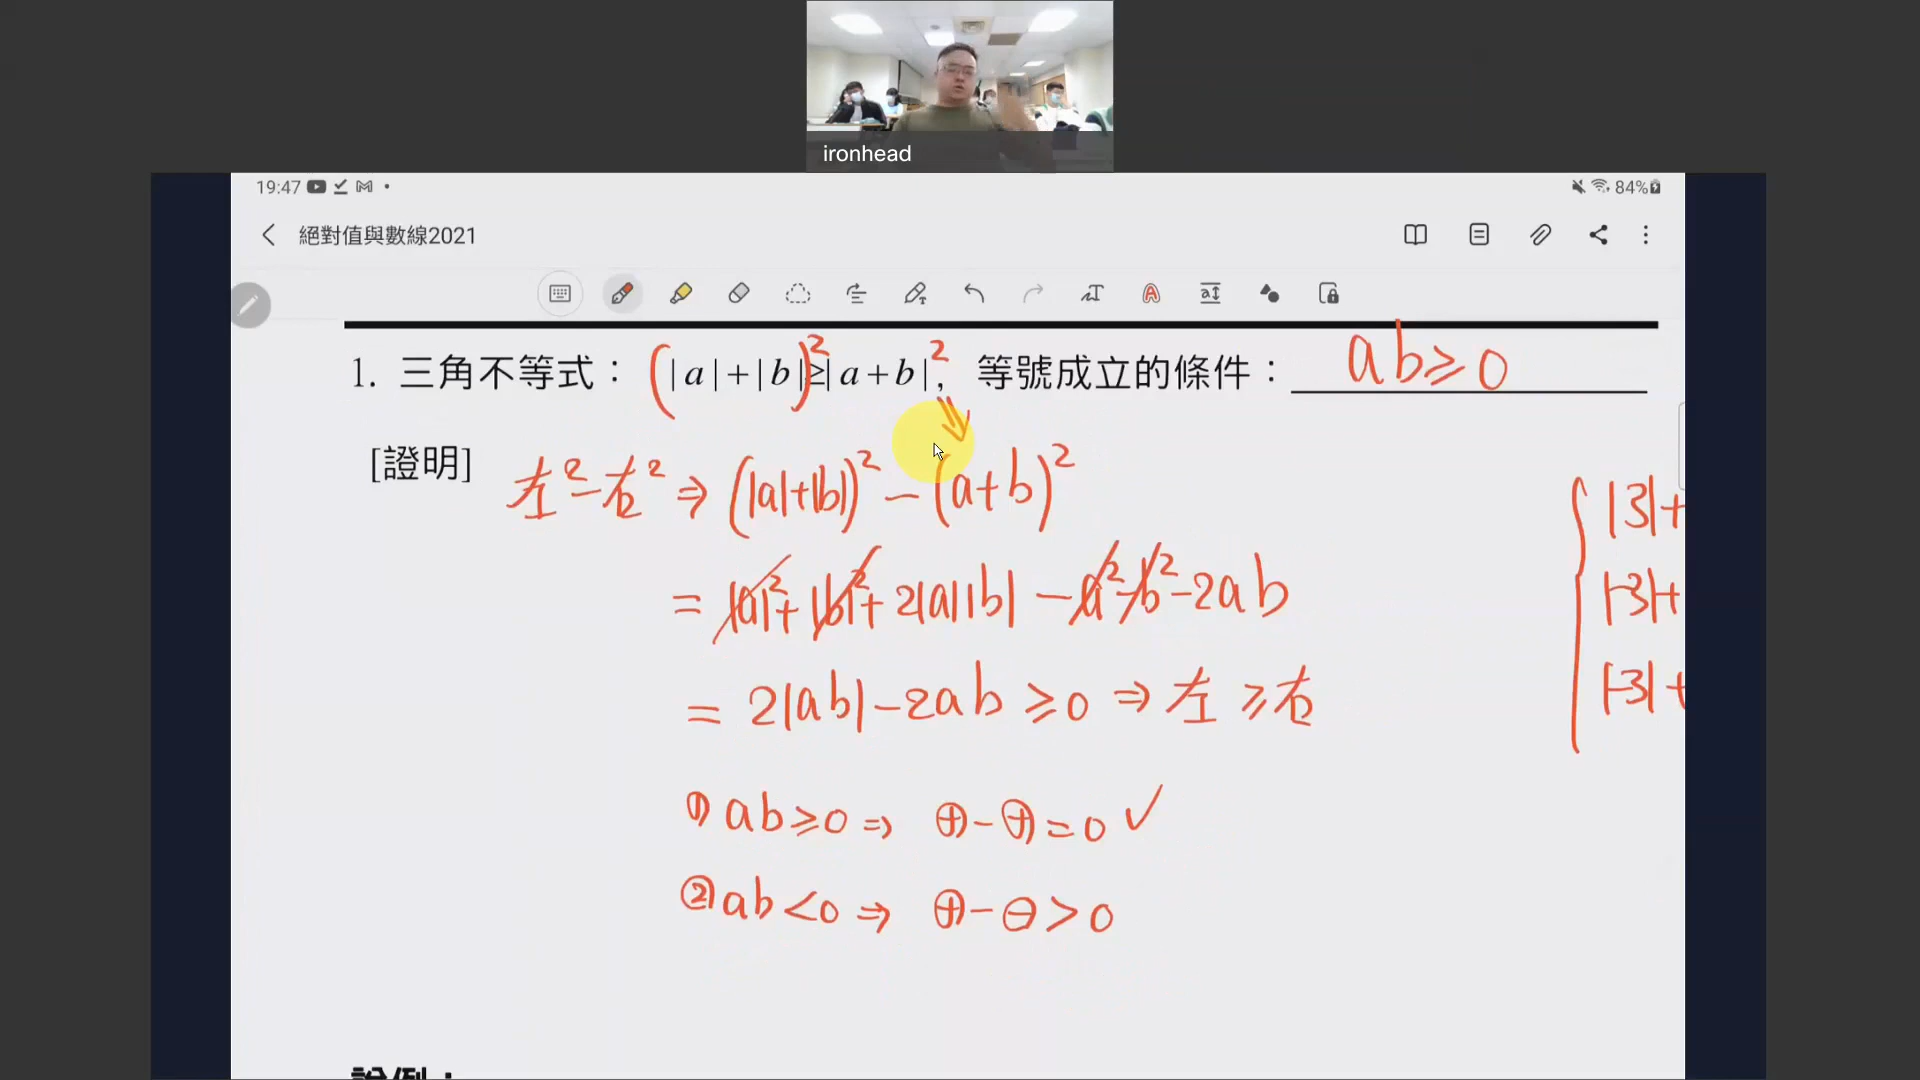 ironhead
19:47
84%
絕對值與數線2021
1. 三角不等式：(|a|+|b|)²≥|a+b|², 等號成立的條件：ab≥0
[證明] 左²-右² ⇒ (|a|+|b|)² - (a+b)²
= |a|²+|b|²+2|a||b| - a²-b²-2ab
= 2|ab|-2ab ≥ 0 ⇒ 左 ≥ 右
① ab≥0 ⇒ ⊕-⊕=0 ✓
② ab<0 ⇒ ⊕-⊖>0
|3|+
|-3|+
|-3|+